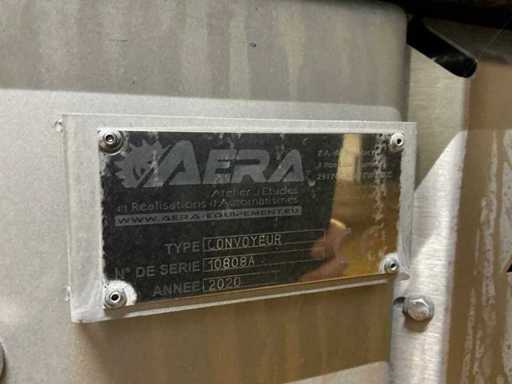 AERA
Atelier d'Etudes
et Réalisations d'Automatismes
WWW.AERA-EQUIPEMENT.EU
TYPE CONVOYEUR
N° DE SERIE 10808A
ANNEE 2020